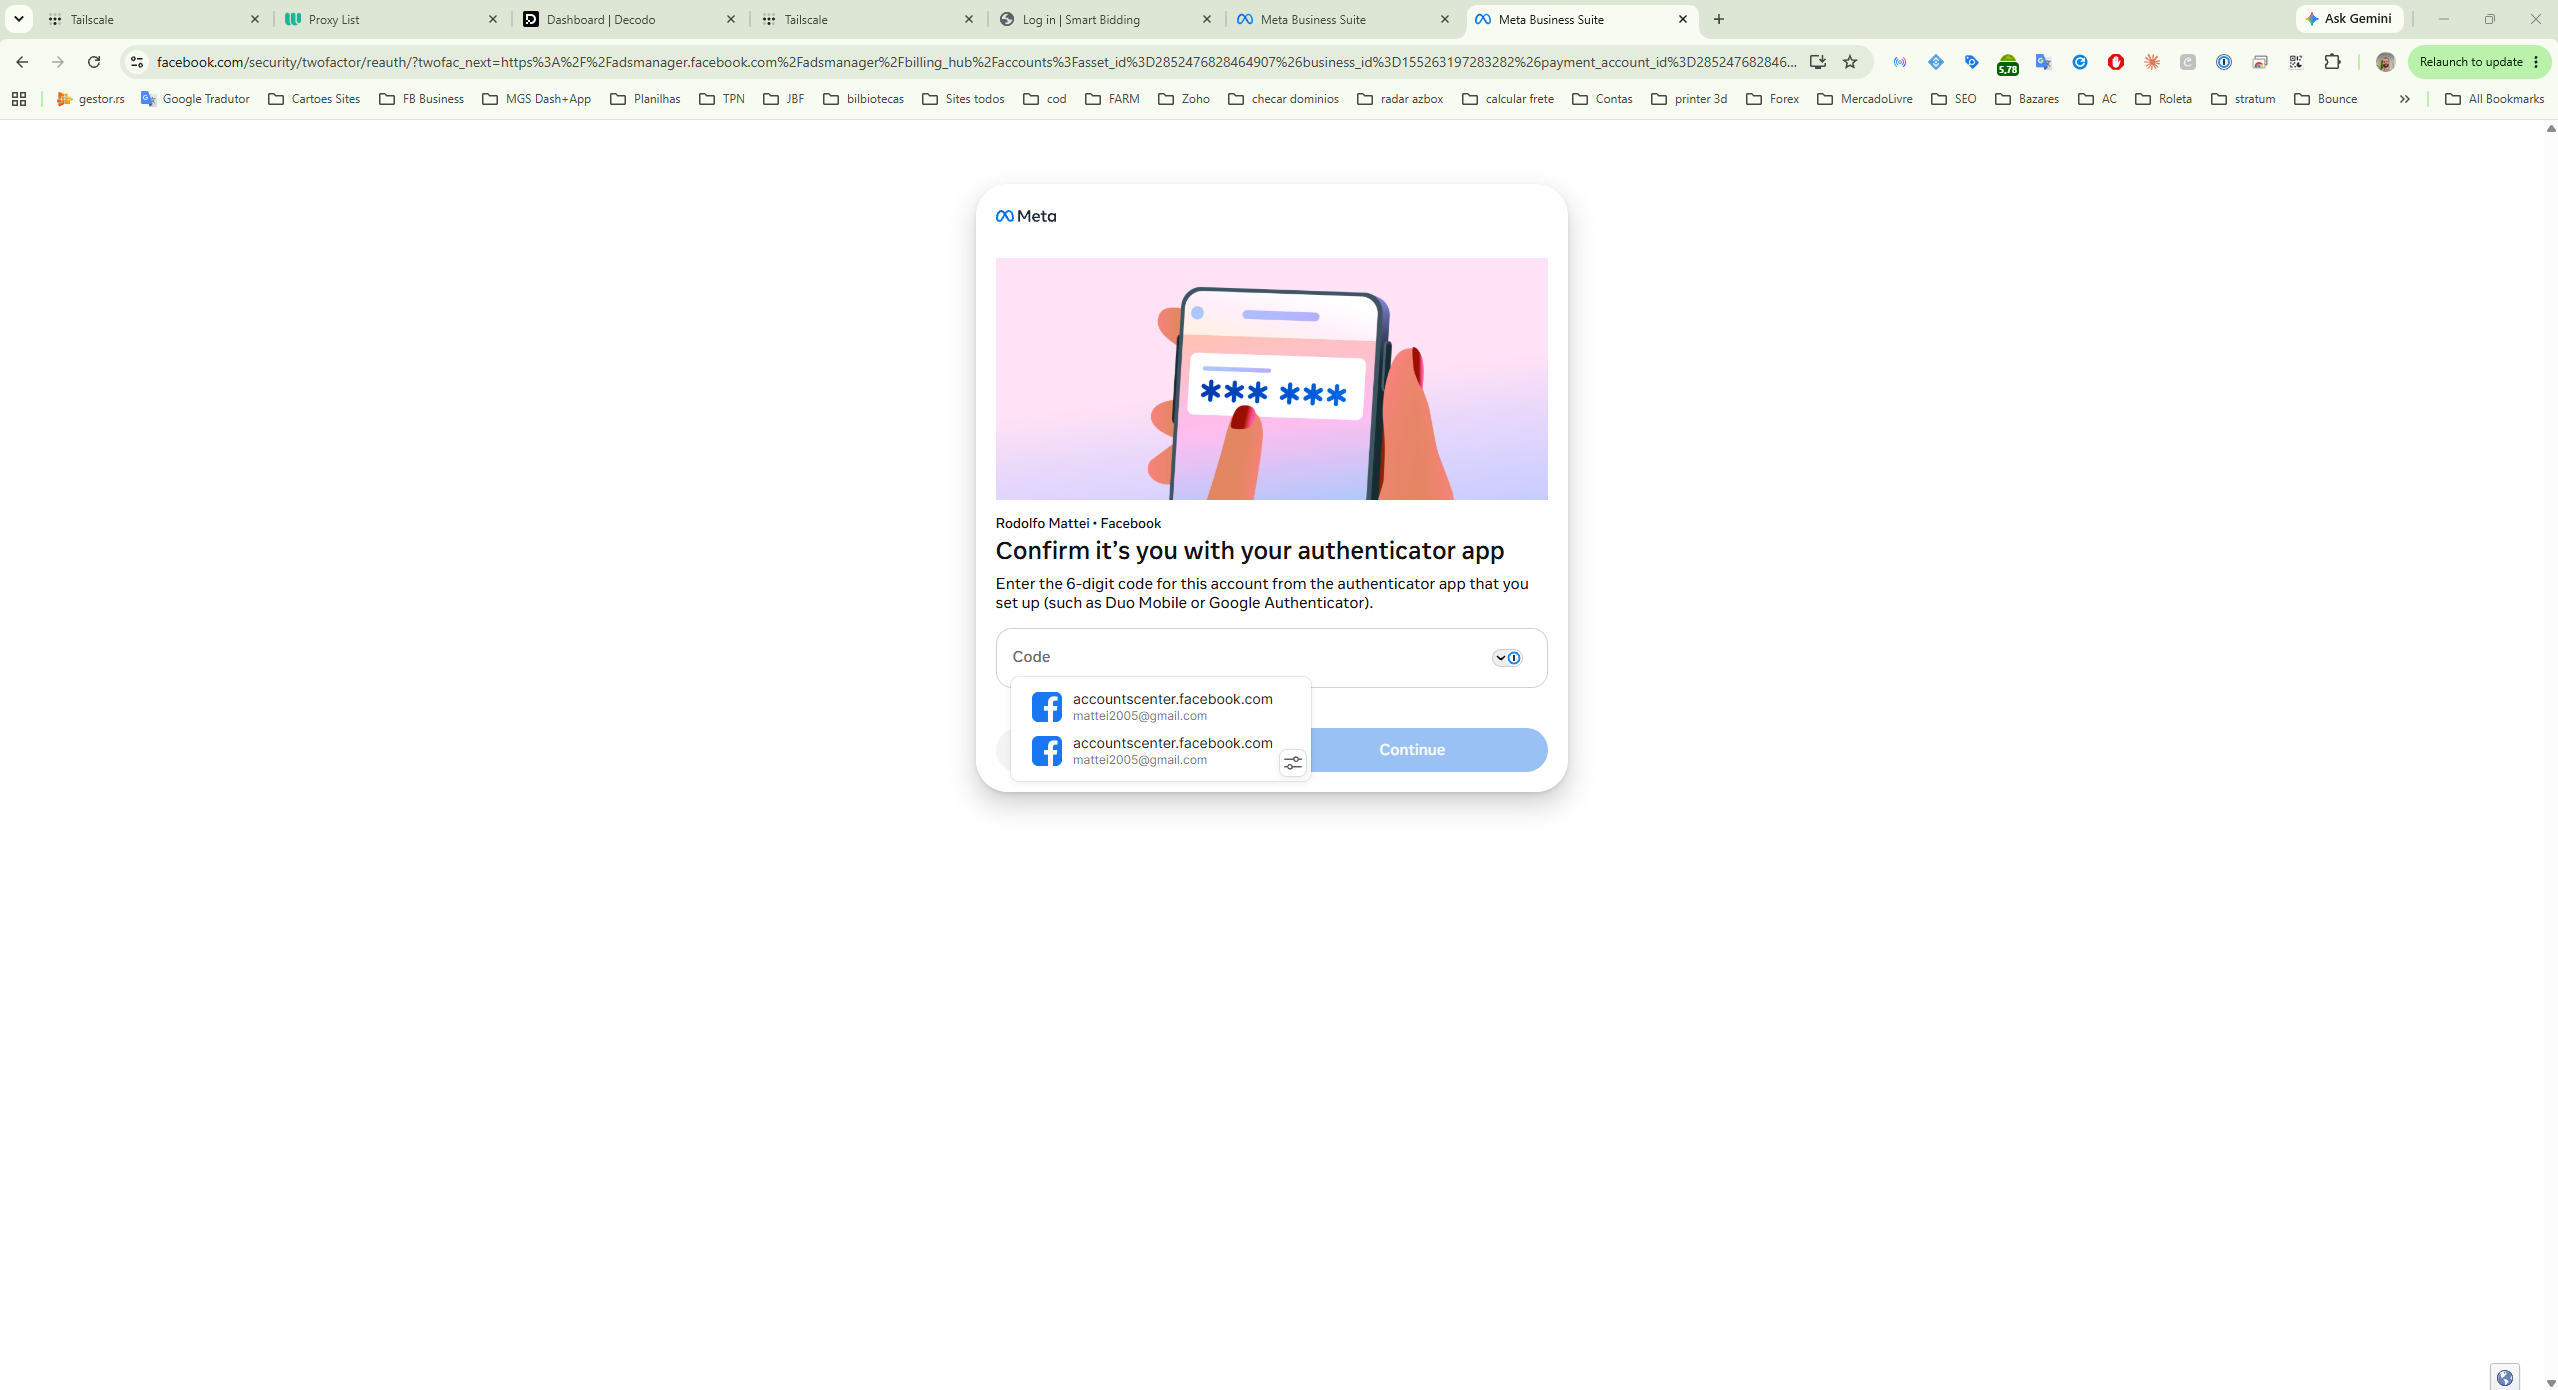 Tailscale
Proxy List
Dashboard | Decodo
Tailscale
Log in | Smart Bidding
Meta Business Suite
Meta Business Suite
Ask Gemini
facebook.com/security/twofactor/reauth/?twofac_next=https%3A%2F%2Fadsmanager.facebook.com%2Fadsmanager%2Fbilling_hub%2Faccounts%3Fasset_id%3D2852476828464907%26business_id%3D155263197283282%26payment_account_id%3D285247682846...
5,78
Relaunch to update
gestor.rs
Google Tradutor
Cartoes Sites
FB Business
MGS Dash+App
Planilhas
TPN
JBF
bilbiotecas
Sites todos
cod
FARM
Zoho
checar dominios
radar azbox
calcular frete
Contas
printer 3d
Forex
MercadoLivre
SEO
Bazares
AC
Roleta
stratum
Bounce
All Bookmarks
Meta
*** ***
Rodolfo Mattei • Facebook
Confirm it’s you with your authenticator app
Enter the 6-digit code for this account from the authenticator app that you
set up (such as Duo Mobile or Google Authenticator).
Code
accountscenter.facebook.com
mattei2005@gmail.com
accountscenter.facebook.com
mattei2005@gmail.com
Continue